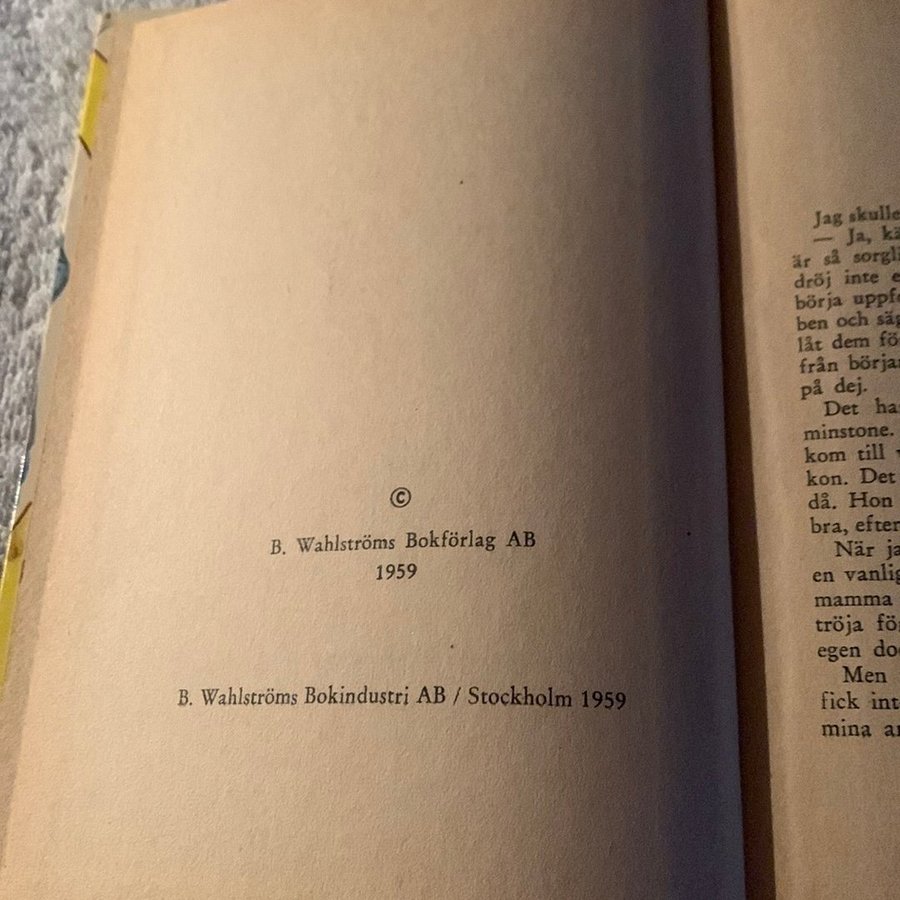 ©
B. Wahlströms Bokförlag AB
1959
B. Wahlströms Bokindustri AB / Stockholm 1959
Jag skulle
— Ja,
är så
dröj inte
börja
ben och
låt dem
från
på dej.
Det
minstone.
kom till
kon. Det
då. Hon
bra,
När
en
mamma
tröja
egen
Men
fick
mina